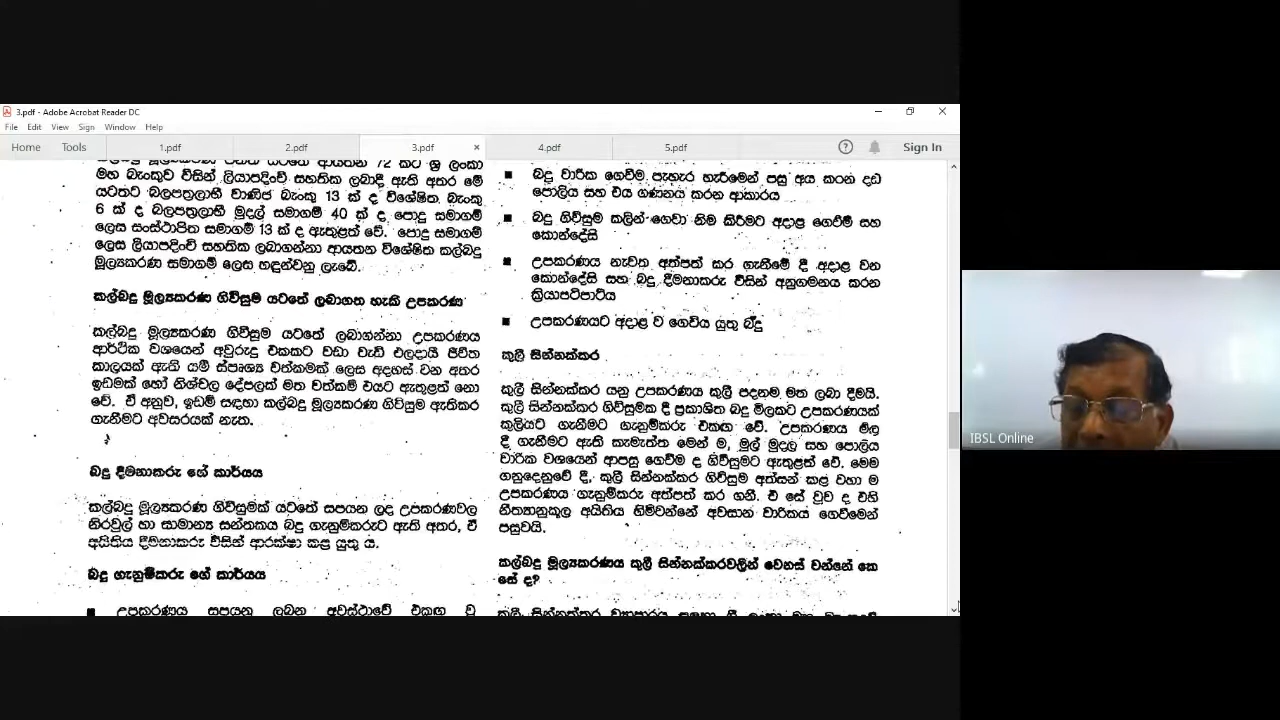 3.pdf - Adobe Acrobat Reader DC
File Edit View Sign Window Help
Home Tools 1.pdf 2.pdf 3.pdf × 4.pdf 5.pdf ? Sign In
කල්බදු මූල්‍යකරණ පනත යටතේ ආයතන 72 කට ශ්‍රී ලංකා
මහ බැංකුව විසින් ලියාපදිංචි සහතික ලබාදී ඇති අතර මේ
යටතට බලපත්‍රලාභී වාණිජ බැංකු 13 ක් ද විශේෂිත බැංකු
6 ක් ද බලපත්‍රලාභී මුදල් සමාගම් 40 ක් ද පොදු සමාගම්
ලෙස සංස්ථාපිත සමාගම් 13 ක් ද ඇතුළත් වේ. පොදු සමාගම්
ලෙස ලියාපදිංචි සහතික ලබාගන්නා ආයතන විශේෂිත කල්බදු
මූල්‍යකරණ සමාගම් ලෙස හඳුන්වනු ලැබේ.
කල්බදු මූල්‍යකරණ ගිවිසුම යටතේ ලබාගත හැකි උපකරණ
කල්බදු මූල්‍යකරණ ගිවිසුම යටතේ ලබාගන්නා උපකරණය
ආර්ථික වශයෙන් අවුරුදු එකකට වඩා වැඩි ඵලදායී ජීවිත
කාලයක් ඇති යම් ස්පෘශ්‍ය වත්කමක් ලෙස අදහස් වන අතර
ඉඩමක් හෝ නිශ්චල දේපලක් මත වත්කම් එයට ඇතුළත් නො
වේ. ඒ අනුව, ඉඩම් සඳහා කල්බදු මූල්‍යකරණ ගිවිසුම ඇතිකර
ගැනීමට අවසරයක් නැත.
බදු දීමනාකරු ගේ කාර්යය
කල්බදු මූල්‍යකරණ ගිවිසුමක් යටතේ සපයන ලද උපකරණවල
නිරවුල් හා සාමාන්‍ය සන්තකය බදු ගැනුම්කරුට ඇති අතර, ඒ
අයිතිය දීමනාකරු විසින් ආරක්ෂා කළ යුතු ය.
බදු ගැනුම්කරු ගේ කාර්යය
■ උපකරණය සපයනු ලබන අවස්ථාවේ එකඟ වූ
■ බදු වාරික ගෙවීම පැහැර හැරීමෙන් පසු අය කරන දඩ
පොලිය සහ එය ගණනය කරන ආකාරය
■ බදු ගිවිසුම කලින් ගෙවා නිම කිරීමට අදාළ ගෙවීම් සහ
කොන්දේසි
■ උපකරණය නැවත අත්පත් කර ගැනීමේ දී අදාළ වන
කොන්දේසි සහ බදු දීමනාකරු විසින් අනුගමනය කරන
ක්‍රියාපටිපාටිය
■ උපකරණයට අදාළ ව ගෙවිය යුතු බදු
කුලී සින්නක්කර
කුලී සින්නක්කර යනු උපකරණය කුලී පදනම මත ලබා දීමයි.
කුලී සින්නක්කර ගිවිසුමක දී ප්‍රකාශිත බදු මිලකට උපකරණයක්
කුලියට ගැනීමට ගැනුම්කරු එකඟ වේ. උපකරණය මිල
දී ගැනීමට ඇති කැමැත්ත මෙන් ම, මුල් මුදල සහ පොලිය
වාරික වශයෙන් ආපසු ගෙවීම ද ගිවිසුමට ඇතුළත් වේ. මෙම
ගනුදෙනුවේ දී, කුලී සින්නක්කර ගිවිසුම අත්සන් කළ වහා ම
උපකරණය ගැනුම්කරු අත්පත් කර ගනී. ඒ සේ වුව ද එහි
නීත්‍යානුකූල අයිතිය හිමිවන්නේ අවසාන වාරිකය ගෙවීමෙන්
පසුවයි.
කල්බදු මූල්‍යකරණය කුලී සින්නක්කරවලින් වෙනස් වන්නේ කෙ
සේ ද?
කුලී සින්නක්කර ව්‍යාපාරය
IBSL Online